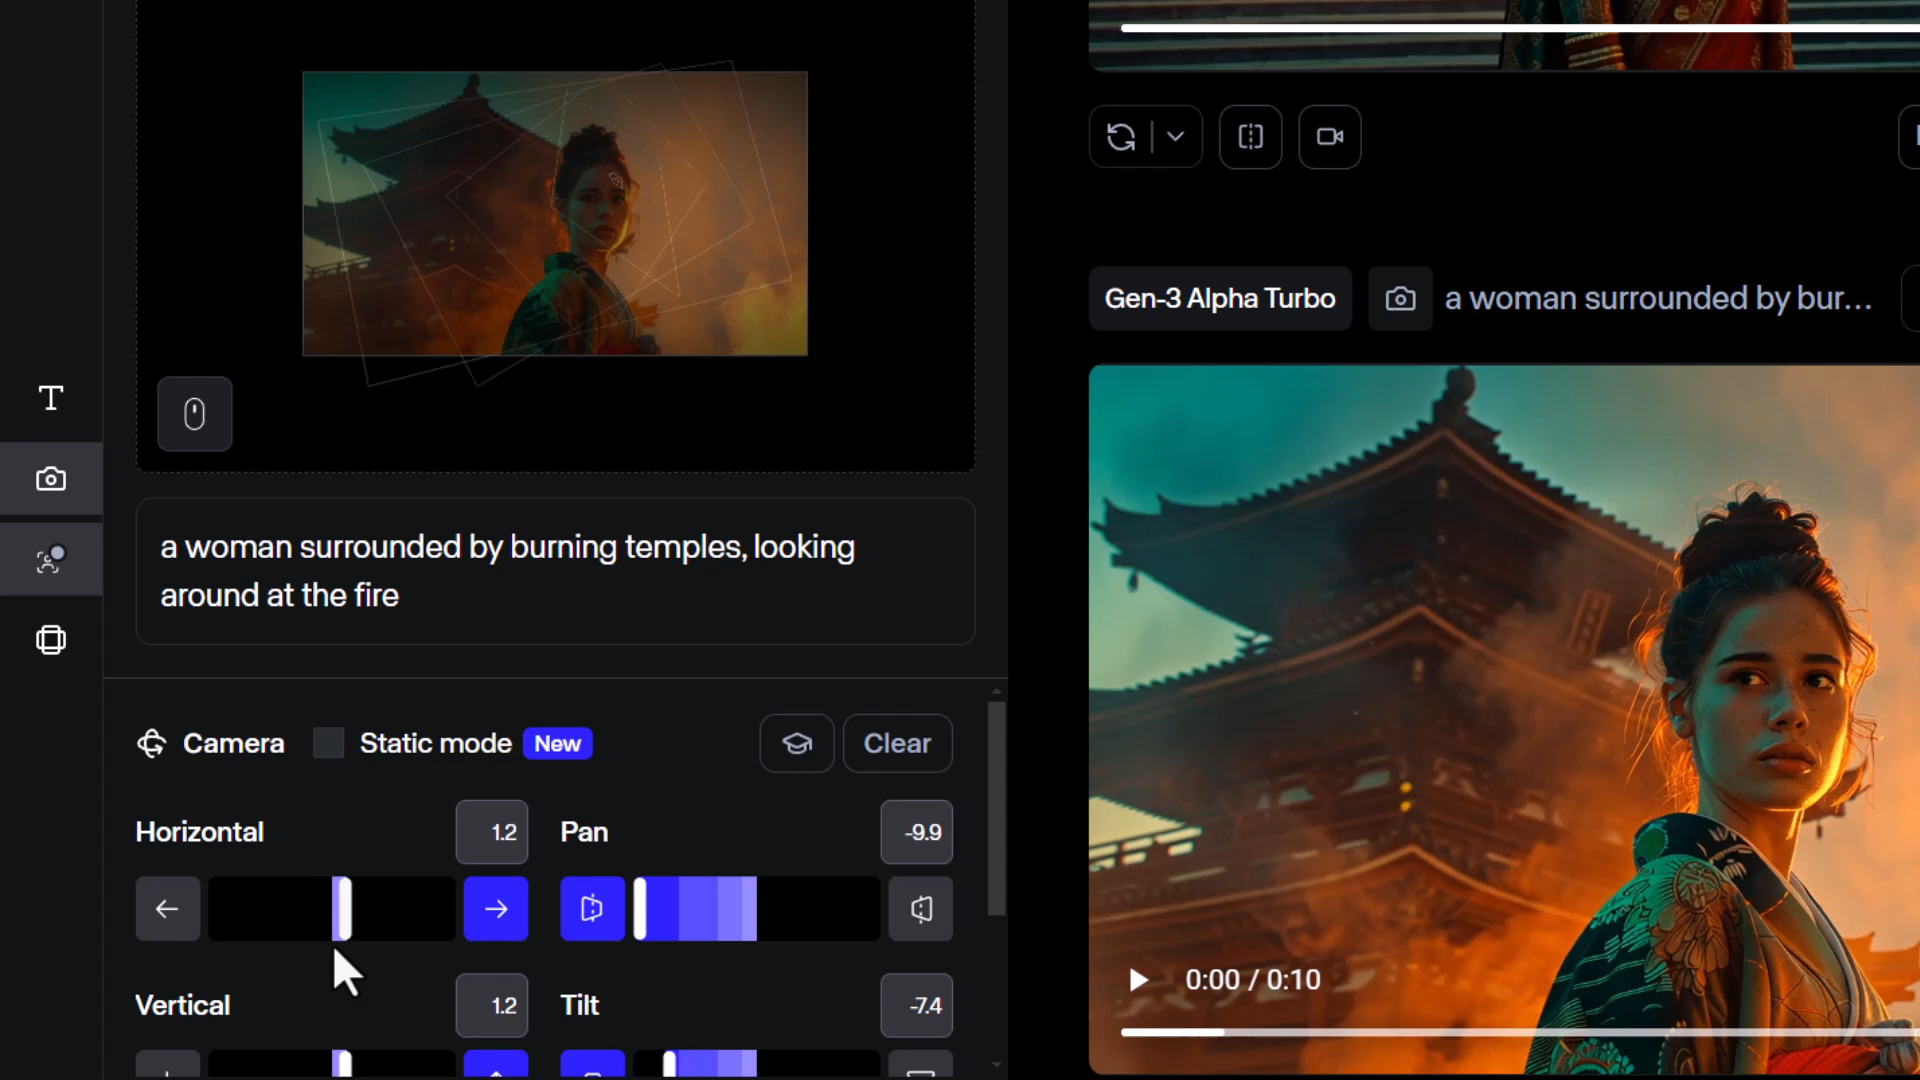 T
a woman surrounded by burning temples, looking
around at the fire
Camera
Static mode
New
Clear
Horizontal
1.2
Pan
-9.9
Vertical
1.2
Tilt
-7.4
Gen-3 Alpha Turbo
a woman surrounded by bur...
0:00 / 0:10